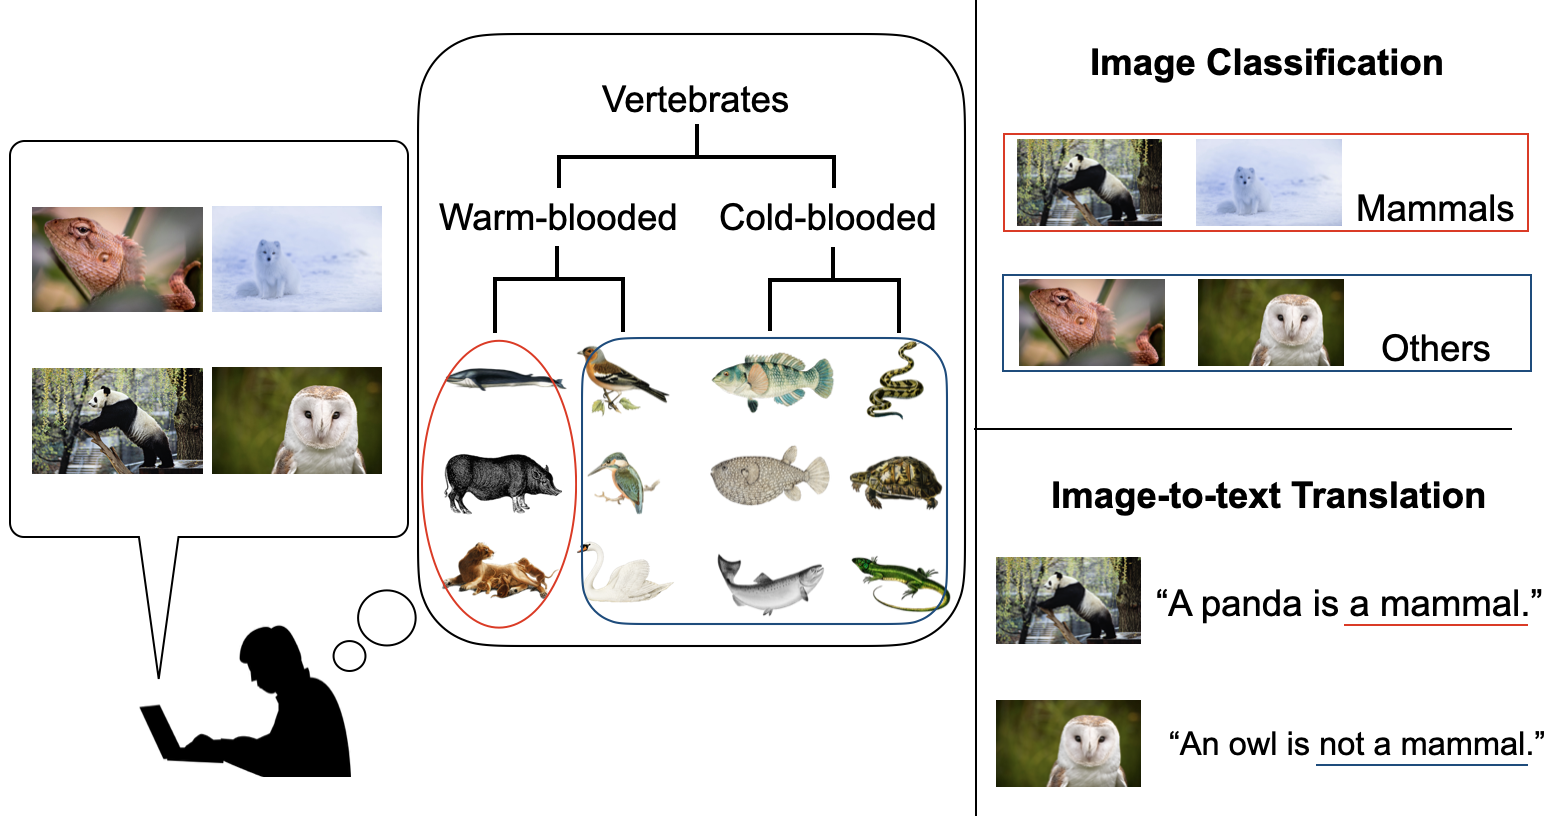 Vertebrates
Warm-blooded
Cold-blooded
Image Classification
Mammals
Others
Image-to-text Translation
“A panda is a mammal.”
“An owl is not a mammal.”